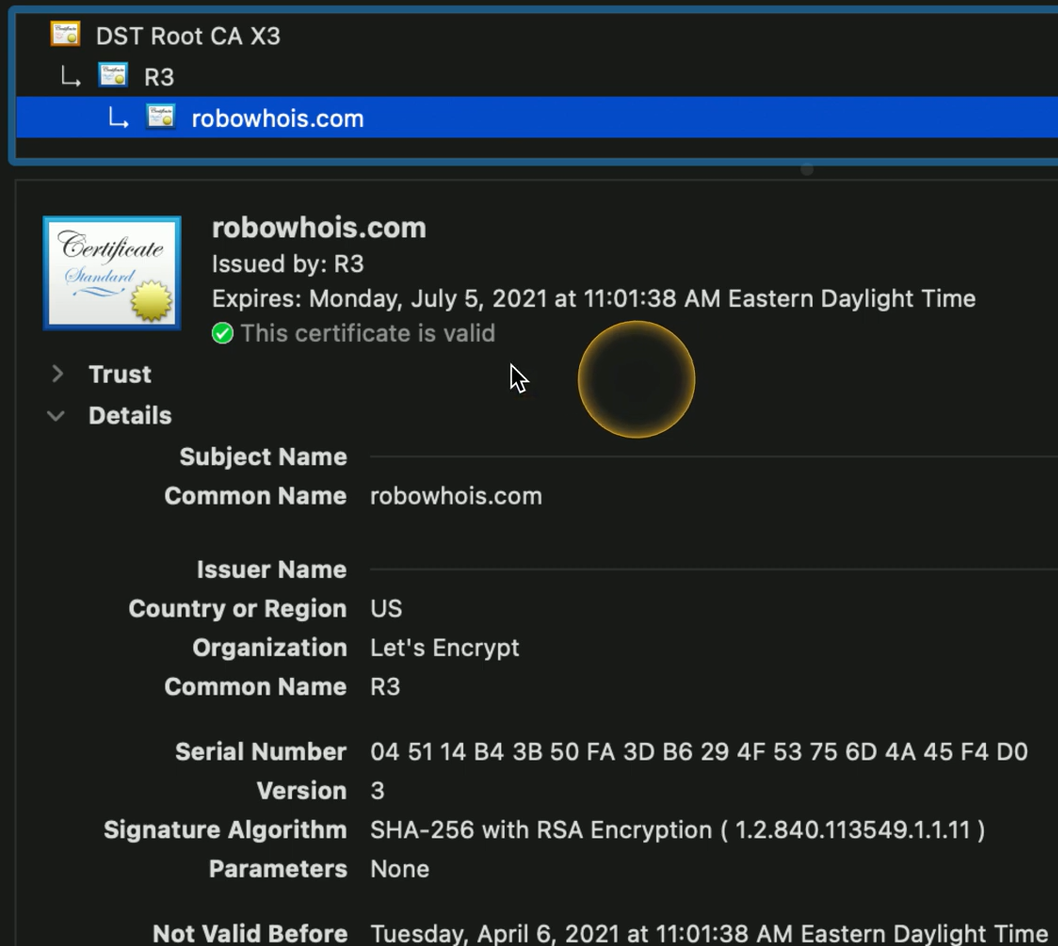 DST Root CA X3
R3
robowhois.com
Certificate
Standard
robowhois.com
Issued by: R3
Expires: Monday, July 5, 2021 at 11:01:38 AM Eastern Daylight Time
This certificate is valid
Trust
Details
Subject Name
Common Name robowhois.com
Issuer Name
Country or Region US
Organization Let's Encrypt
Common Name R3
Serial Number 04 51 14 B4 3B 50 FA 3D B6 29 4F 53 75 6D 4A 45 F4 D0
Version 3
Signature Algorithm SHA-256 with RSA Encryption ( 1.2.840.113549.1.1.11 )
Parameters None
Not Valid Before Tuesday, April 6, 2021 at 11:01:38 AM Eastern Daylight Time